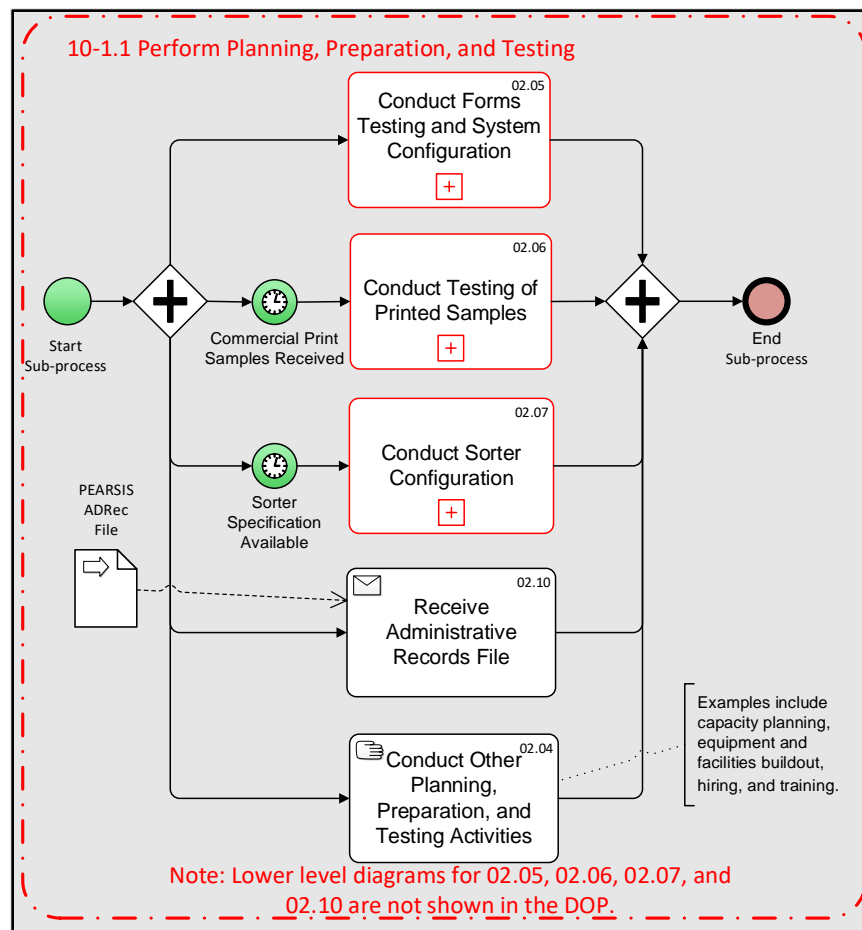 10-1.1 Perform Planning, Preparation, and Testing
02.05
Conduct Forms
Testing and System
Configuration
02.06
Conduct Testing of
Printed Samples
Start
Sub-process
Commercial Print
Samples Received
End
Sub-process
02.07
Conduct Sorter
Configuration
Sorter
Specification
Available
PEARSIS
ADRec
File
02.10
Receive
Administrative
Records File
02.04
Conduct Other
Planning,
Preparation, and
Testing Activities
Examples include
capacity planning,
equipment and
facilities buildout,
hiring, and training.
Note: Lower level diagrams for 02.05, 02.06, 02.07, and
02.10 are not shown in the DOP.